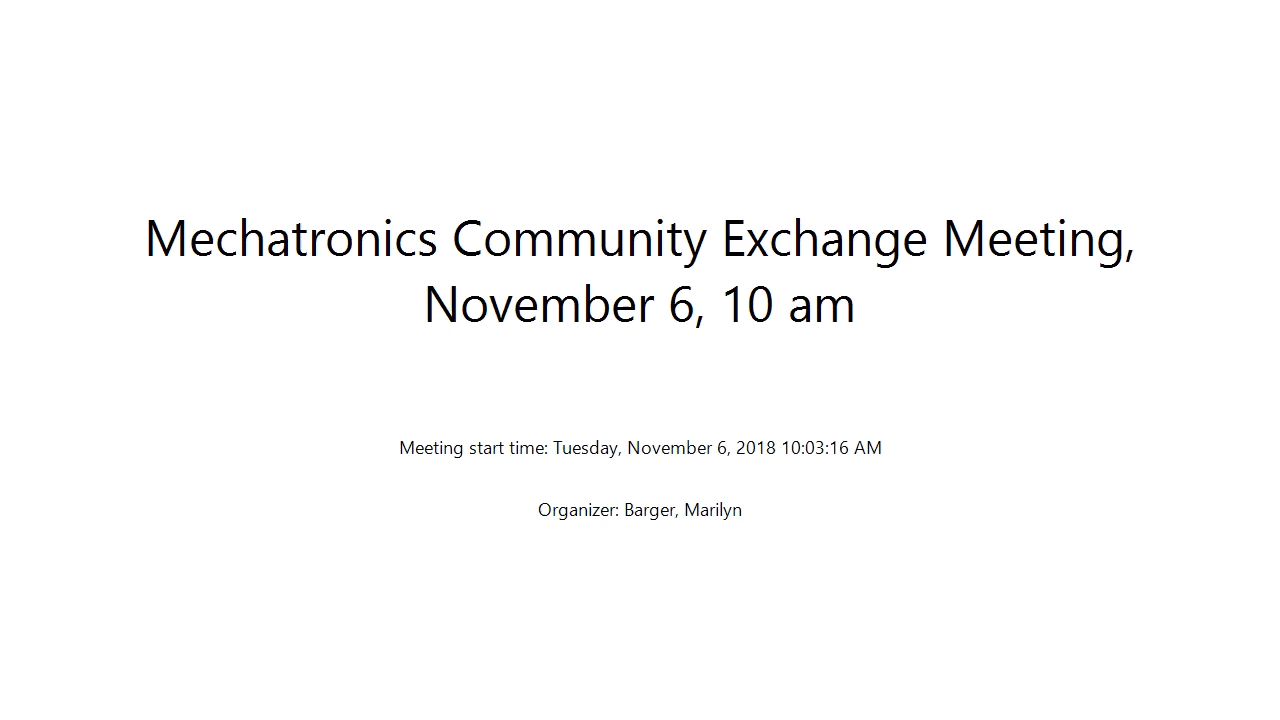 Mechatronics Community Exchange Meeting,
November 6, 10 am
Meeting start time: Tuesday, November 6, 2018 10:03:16 AM
Organizer: Barger, Marilyn